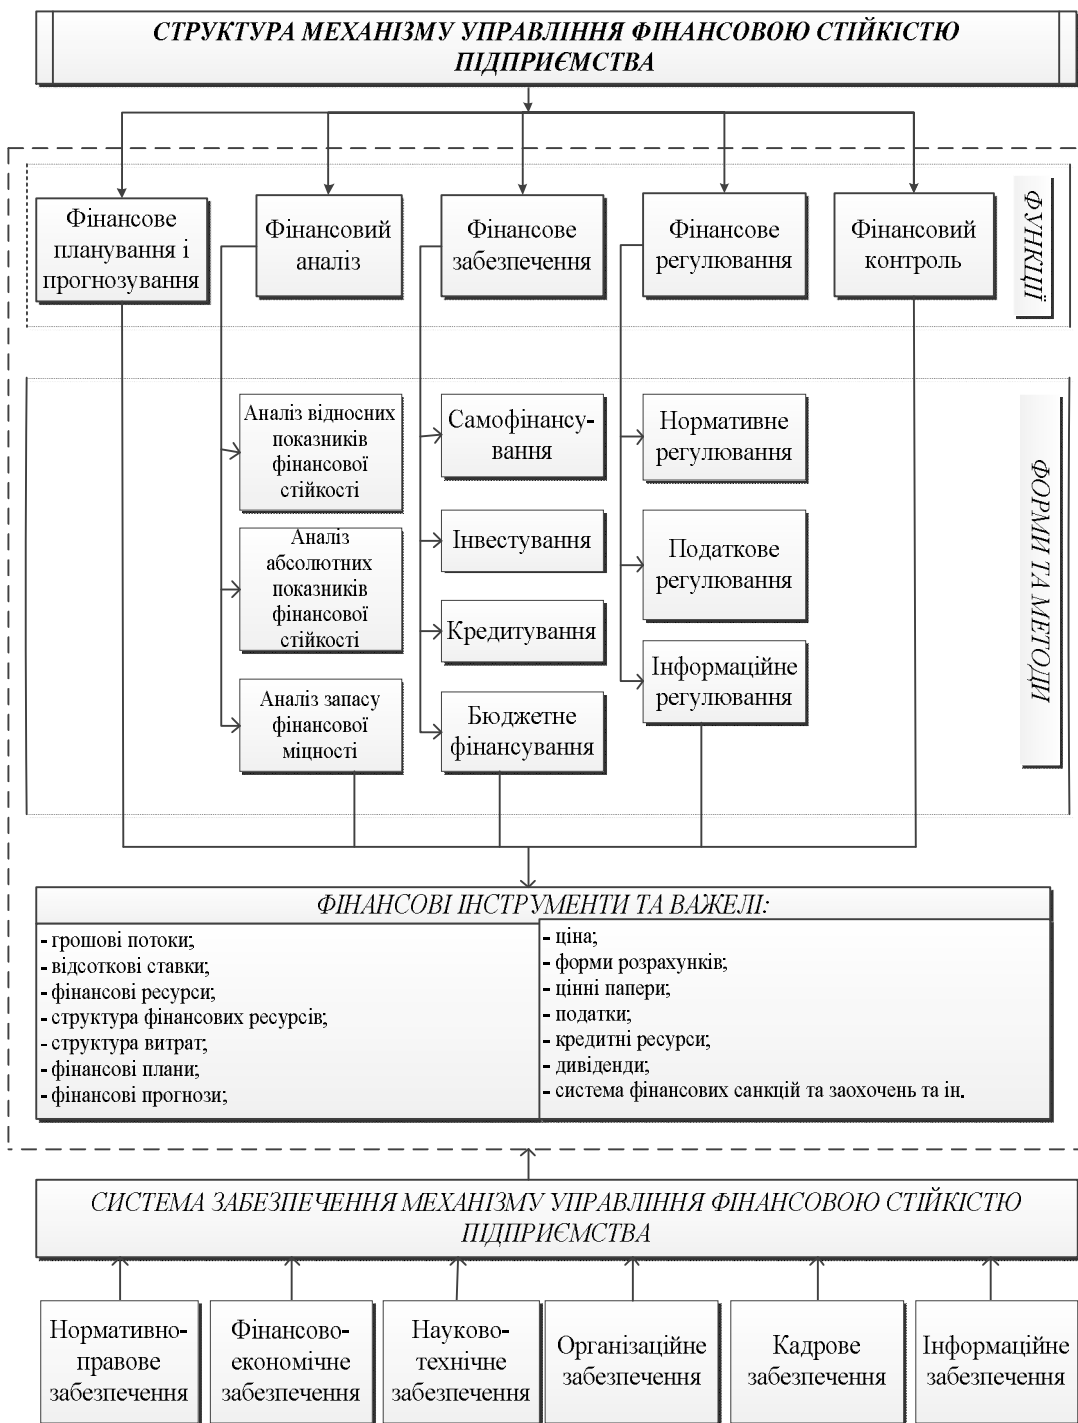 СТРУКТУРА МЕХАНІЗМУ УПРАВЛІННЯ ФІНАНСОВОЮ СТІЙКІСТЮ
ПІДПРИЄМСТВА
Фінансове
планування і
прогнозування
Фінансовий
аналіз
Фінансове
забезпечення
Фінансове
регулювання
Фінансовий
контроль
ФУНКЦІЇ
Аналіз відносних
показників
фінансової
стійкості
Аналіз
абсолютних
показників
фінансової
стійкості
Аналіз запасу
фінансової
міцності
Самофінансу-
вання
Інвестування
Кредитування
Бюджетне
фінансування
Нормативне
регулювання
Податкове
регулювання
Інформаційне
регулювання
ФОРМИ ТА МЕТОДИ
ФІНАНСОВІ ІНСТРУМЕНТИ ТА ВАЖЕЛІ:
- грошові потоки;
- відсоткові ставки;
- фінансові ресурси;
- структура фінансових ресурсів;
- структура витрат;
- фінансові плани;
- фінансові прогнози;
- ціна;
- форми розрахунків;
- цінні папери;
- податки;
- кредитні ресурси;
- дивіденди;
- система фінансових санкцій та заохочень та ін.
СИСТЕМА ЗАБЕЗПЕЧЕННЯ МЕХАНІЗМУ УПРАВЛІННЯ ФІНАНСОВОЮ СТІЙКІСТЮ
ПІДПРИЄМСТВА
Нормативно-
правове
забезпечення
Фінансово-
економічне
забезпечення
Науково-
технічне
забезпечення
Організаційне
забезпечення
Кадрове
забезпечення
Інформаційне
забезпечення